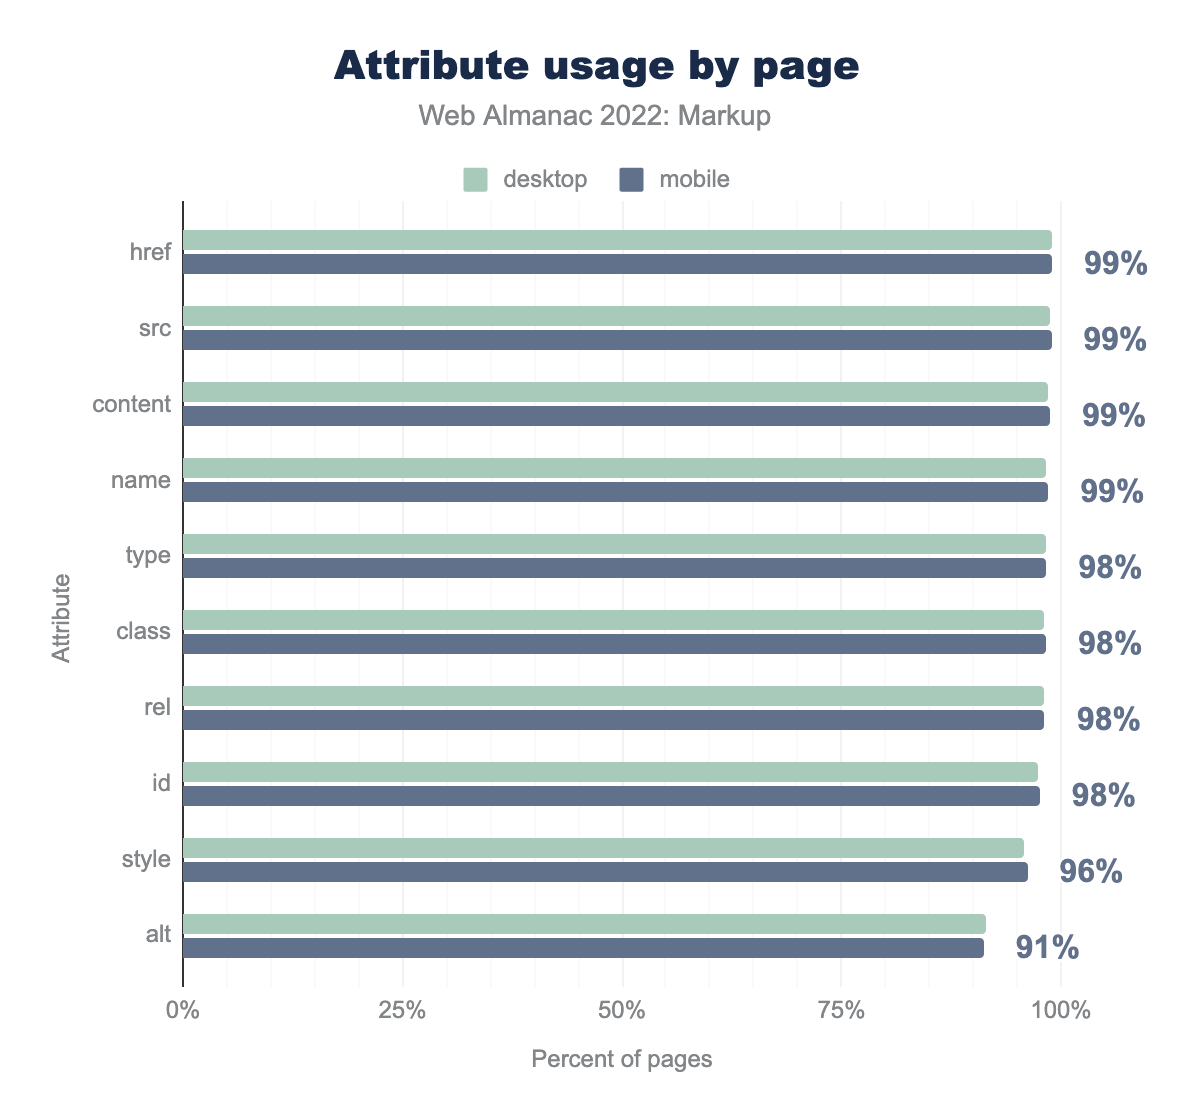 Attribute usage by page
Web Almanac 2022: Markup
desktop mobile
href 99%
src 99%
content 99%
name 99%
type 98%
class 98%
rel 98%
id 98%
style 96%
alt 91%
Attribute
0% 25% 50% 75% 100%
Percent of pages